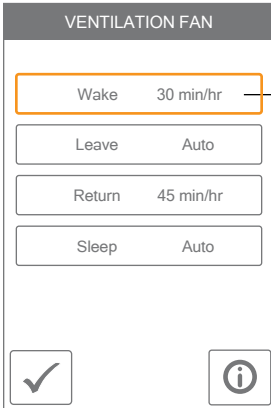 VENTILATION FAN
Wake 30 min/hr
Leave Auto
Return 45 min/hr
Sleep Auto